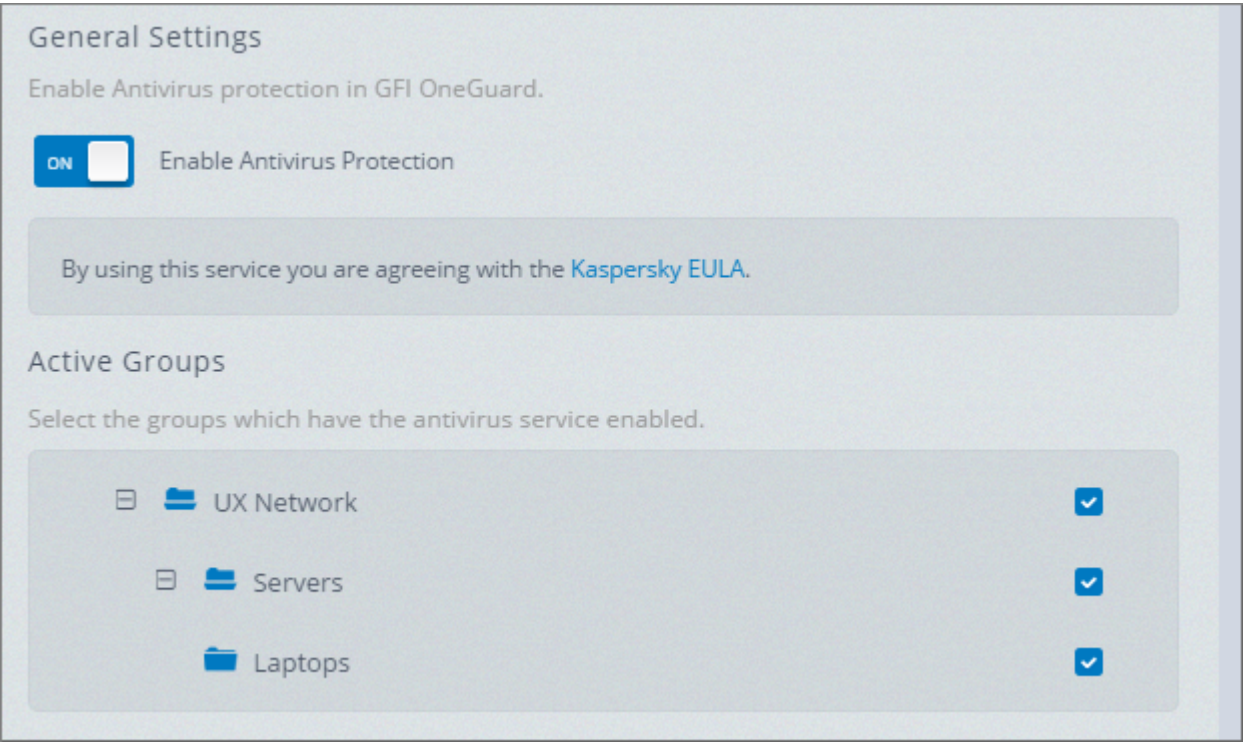 General Settings
Enable Antivirus protection in GFI OneGuard.
ON Enable Antivirus Protection
By using this service you are agreeing with the Kaspersky EULA.
Active Groups
Select the groups which have the antivirus service enabled.
UX Network
Servers
Laptops